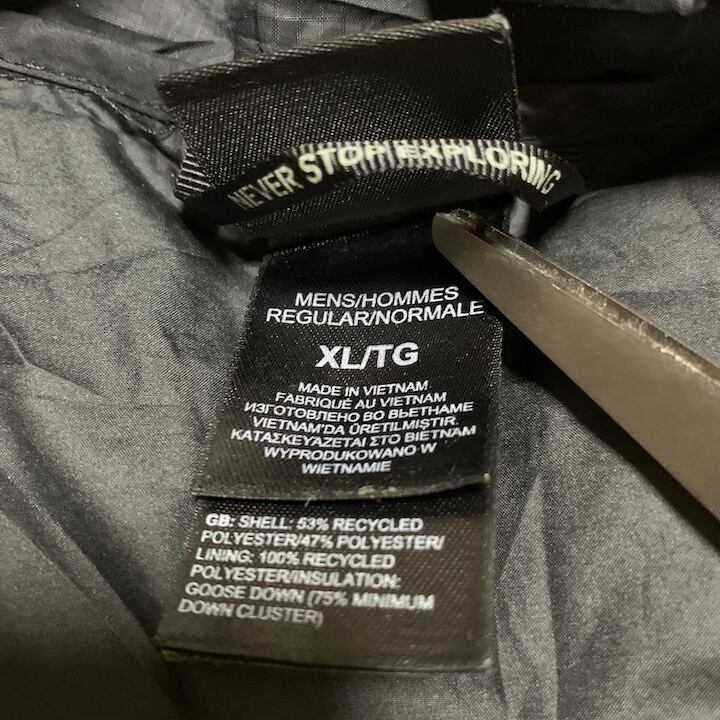 NEVER STOP EXPLORING
MENS/HOMMES
REGULAR/NORMALE
XL/TG
MADE IN VIETNAM
FABRIQUÉ AU VIETNAM
ИЗГОТОВЛЕНО ВО ВЬЕТНАМЕ
VIETNAM'DA ÜRETILMIŞTIR.
ΚΑΤΑΣΚΕΥΑΖΕΤΑΙ ΣΤΟ ΒΙΕΤΝΑΜ
WYPRODUKOWANO W
WIETNAMIE
GB: SHELL: 53% RECYCLED
POLYESTER/47% POLYESTER/
LINING: 100% RECYCLED
POLYESTER/INSULATION:
GOOSE DOWN (75% MINIMUM
DOWN CLUSTER)